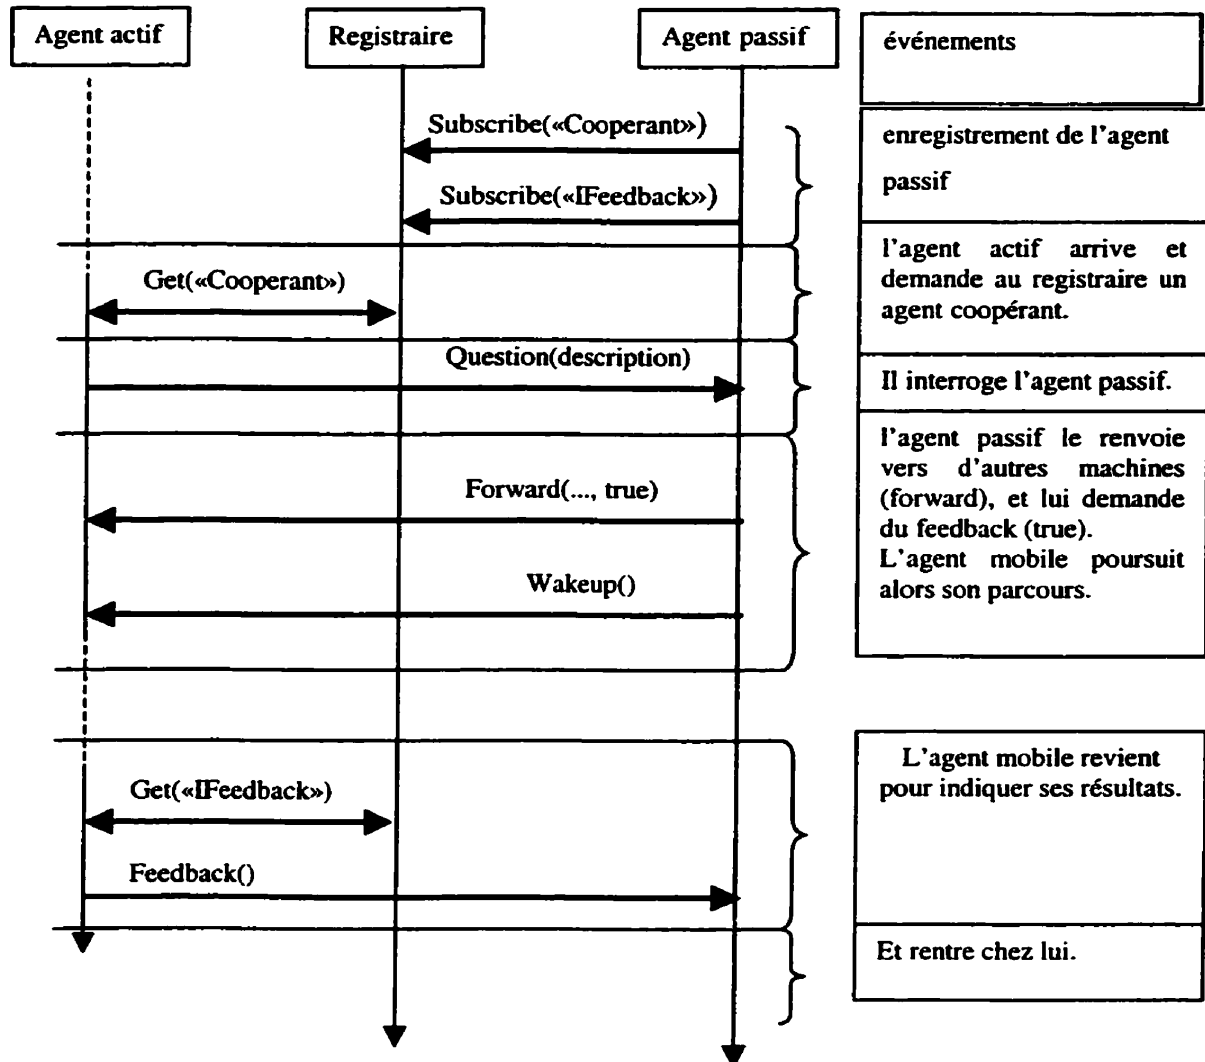 Agent actif
Registraire
Agent passif
événements
Subscribe(«Cooperant»)
enregistrement de l'agent
passif
Subscribe(«IFeedback»)
l'agent actif arrive et
demande au registraire un
agent coopérant.
Get(«Cooperant»)
Question(description)
Il interroge l'agent passif.
l'agent passif le renvoie
vers d'autres machines
(forward), et lui demande
du feedback (true).
L'agent mobile poursuit
alors son parcours.
Forward(..., true)
Wakeup()
L'agent mobile revient
pour indiquer ses résultats.
Get(«IFeedback»)
Feedback()
Et rentre chez lui.